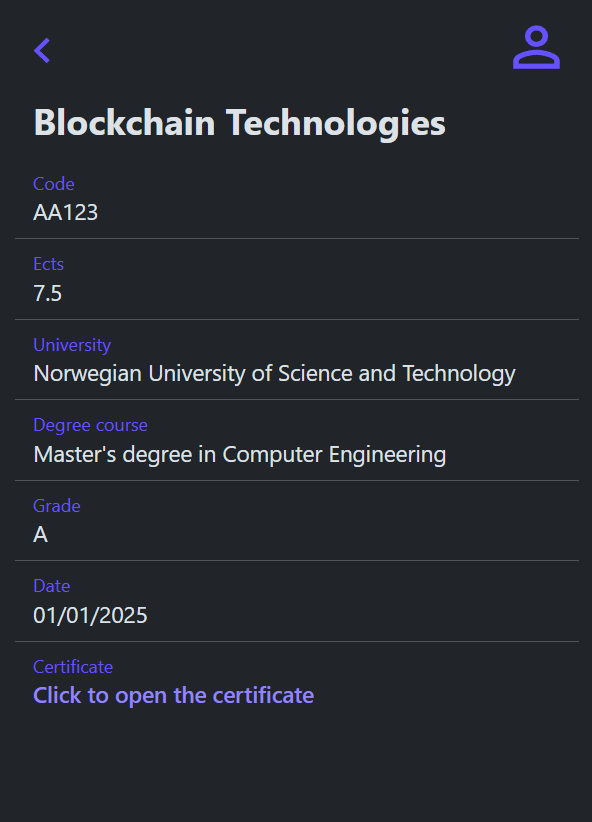 Blockchain Technologies
Code
AA123
Ects
7.5
University
Norwegian University of Science and Technology
Degree course
Master's degree in Computer Engineering
Grade
A
Date
01/01/2025
Certificate
Click to open the certificate